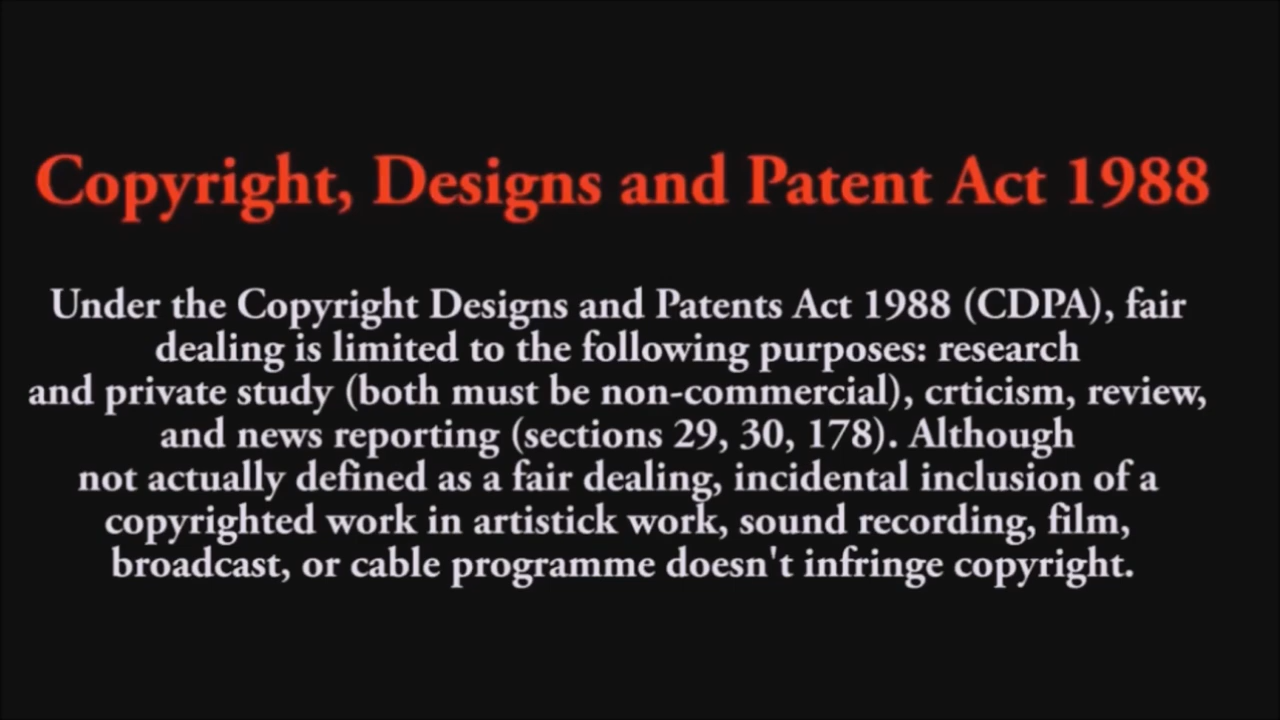 Copyright, Designs and Patent Act 1988
Under the Copyright Designs and Patents Act 1988 (CDPA), fair
dealing is limited to the following purposes: research
and private study (both must be non-commercial), crticism, review,
and news reporting (sections 29, 30, 178). Although
not actually defined as a fair dealing, incidental inclusion of a
copyrighted work in artistick work, sound recording, film,
broadcast, or cable programme doesn't infringe copyright.